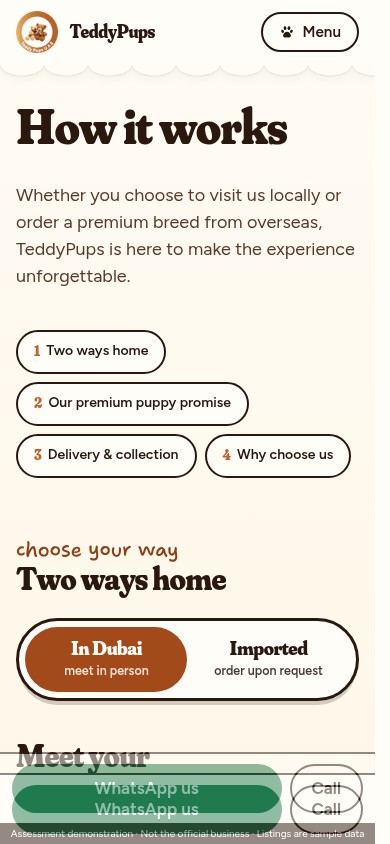 TeddyPups
Menu
How it works
Whether you choose to visit us locally or
order a premium breed from overseas,
TeddyPups is here to make the experience
unforgettable.
1 Two ways home
2 Our premium puppy promise
3 Delivery & collection
4 Why choose us
choose your way
Two ways home
In Dubai
meet in person
Imported
order upon request
Meet your
WhatsApp us
Call
WhatsApp us
Call
Assessment demonstration · Not the official business · Listings are sample data